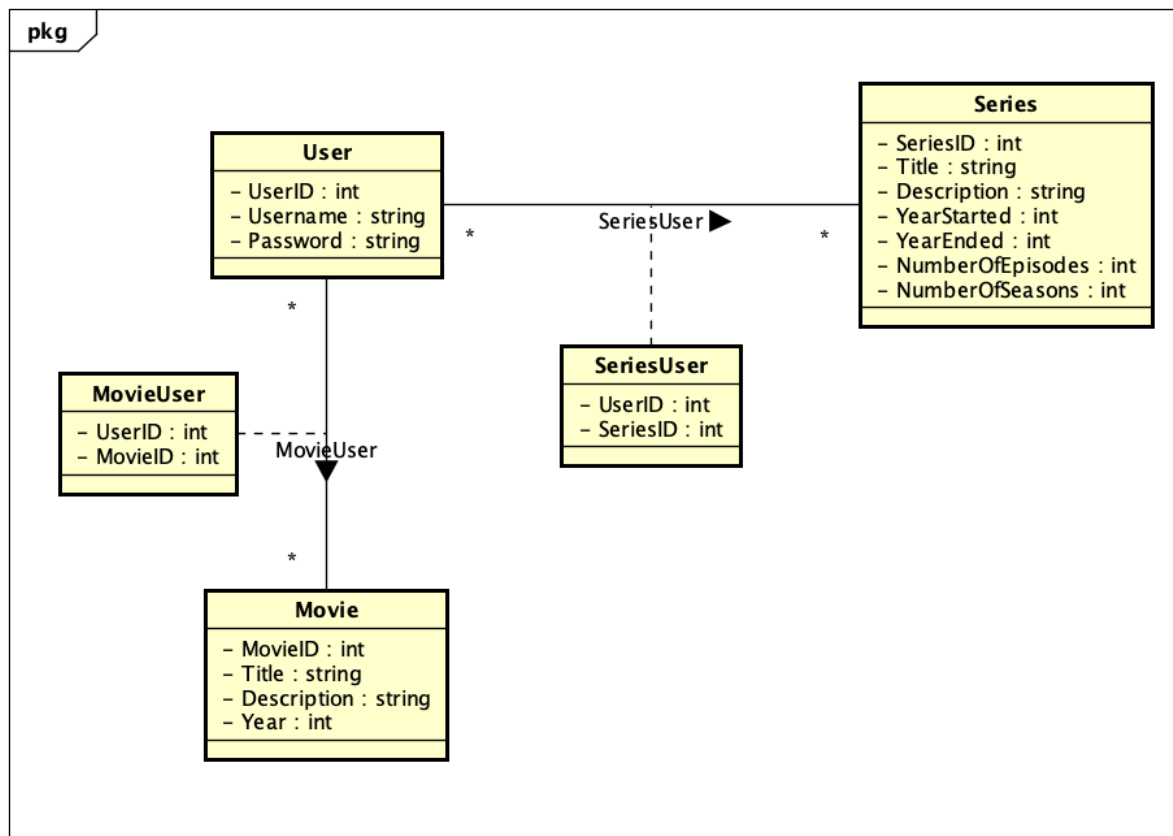 pkg
User
– UserID : int
– Username : string
– Password : string
Series
– SeriesID : int
– Title : string
– Description : string
– YearStarted : int
– YearEnded : int
– NumberOfEpisodes : int
– NumberOfSeasons : int
SeriesUser
*
*
*
SeriesUser
– UserID : int
– SeriesID : int
MovieUser
– UserID : int
– MovieID : int
MovieUser
*
Movie
– MovieID : int
– Title : string
– Description : string
– Year : int